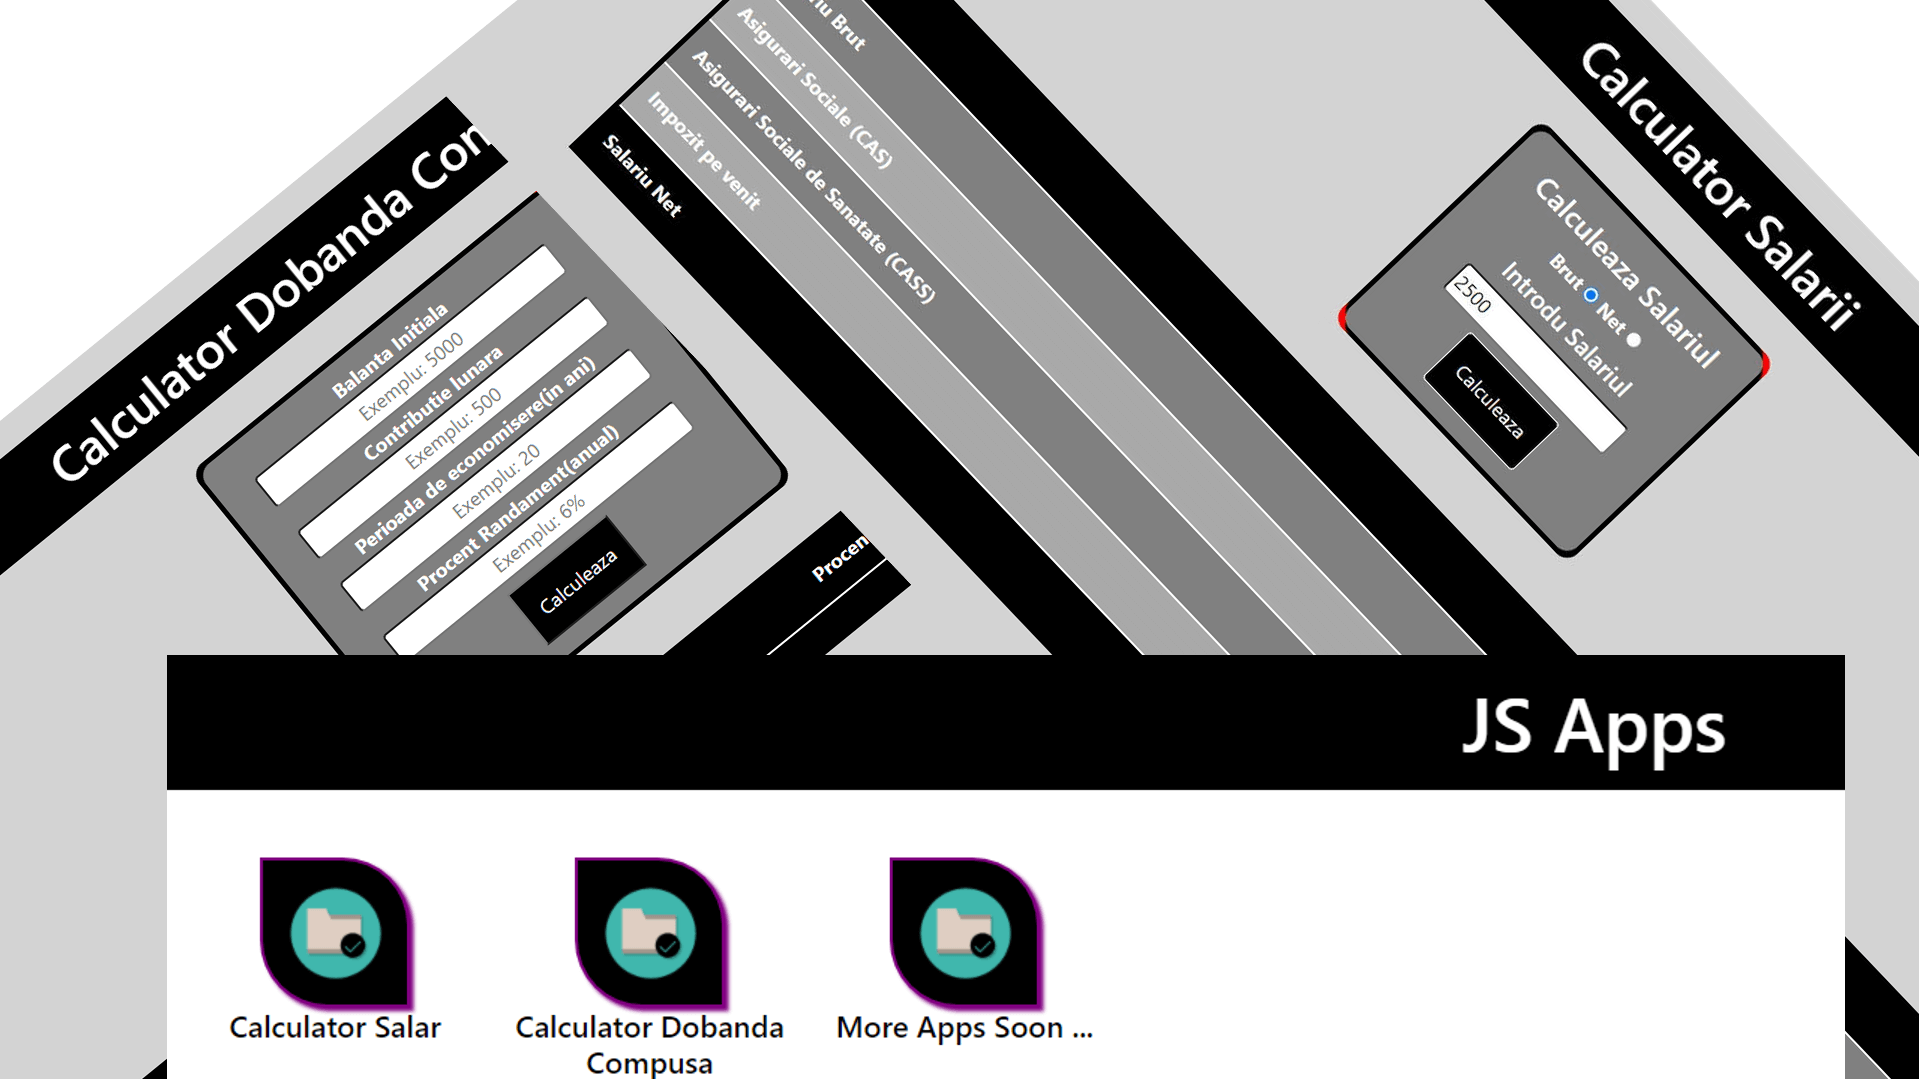 Calculator Dobanda Con
Balanta Initiala
Exemplu: 5000
Contributie lunara
Exemplu: 500
Perioada de economisere(in ani)
Exemplu: 20
Procent Randament(anual)
Exemplu: 6%
Calculeaza
Procen
iu Brut
Asigurari Sociale (CAS)
Asigurari Sociale de Sanatate (CASS)
Impozit pe venit
Salariu Net
Calculator Salarii
Calculeaza Salariul
Brut Net
Introdu Salariul
2500
Calculeaza
JS Apps
Calculator Salar
Calculator Dobanda
Compusa
More Apps Soon ...